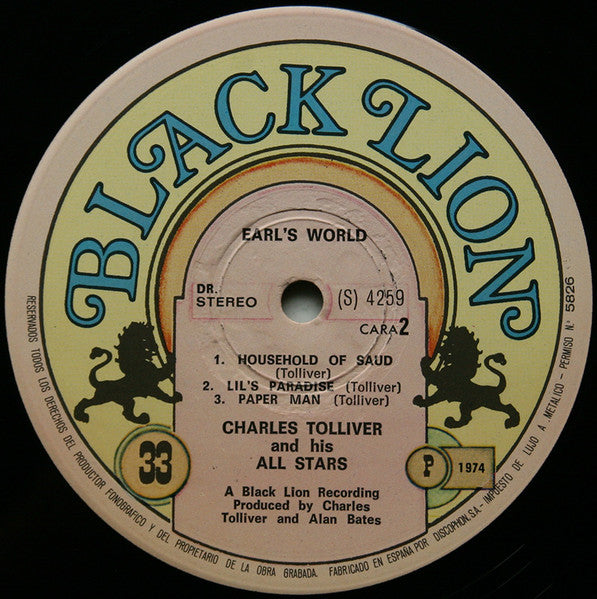 BLACK LION
EARL'S WORLD
DR.
STEREO
(S) 4259
CARA 2
1. HOUSEHOLD OF SAUD
(Tolliver)
2. LIL'S PARADISE (Tolliver)
3. PAPER MAN (Tolliver)
CHARLES TOLLIVER
and his
ALL STARS
33
P 1974
A Black Lion Recording
Produced by Charles
Tolliver and Alan Bates
RESERVADOS TODOS LOS DERECHOS DEL PRODUCTOR FONOGRAFICO Y DEL PROPIETARIO DE LA OBRA GRABADA. FABRICADO EN ESPAÑA POR DISCOPHON.S.A.- IMPUESTO DE LUJO A .METALICO - PERMISO N.º 5826